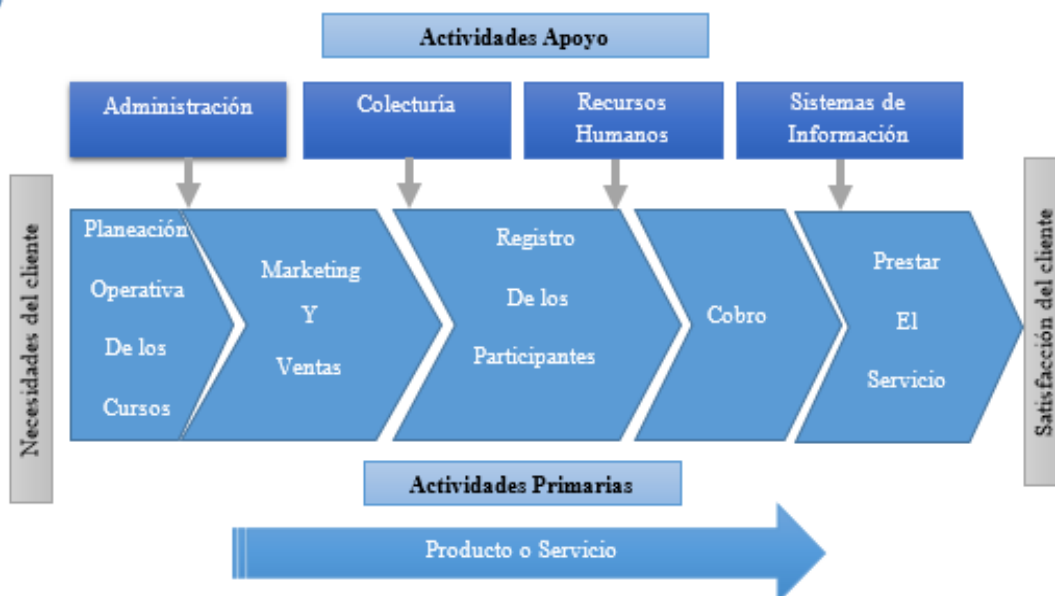 Actividades Apoyo
Administración
Colecturía
Recursos
Humanos
Sistemas de
Información
Necesidades del cliente
Planeación
Operativa
De los
Cursos
Marketing
Y
Ventas
Registro
De los
Participantes
Cobro
Prestar
El
Servicio
Satisfacción del cliente
Actividades Primarias
Producto o Servicio